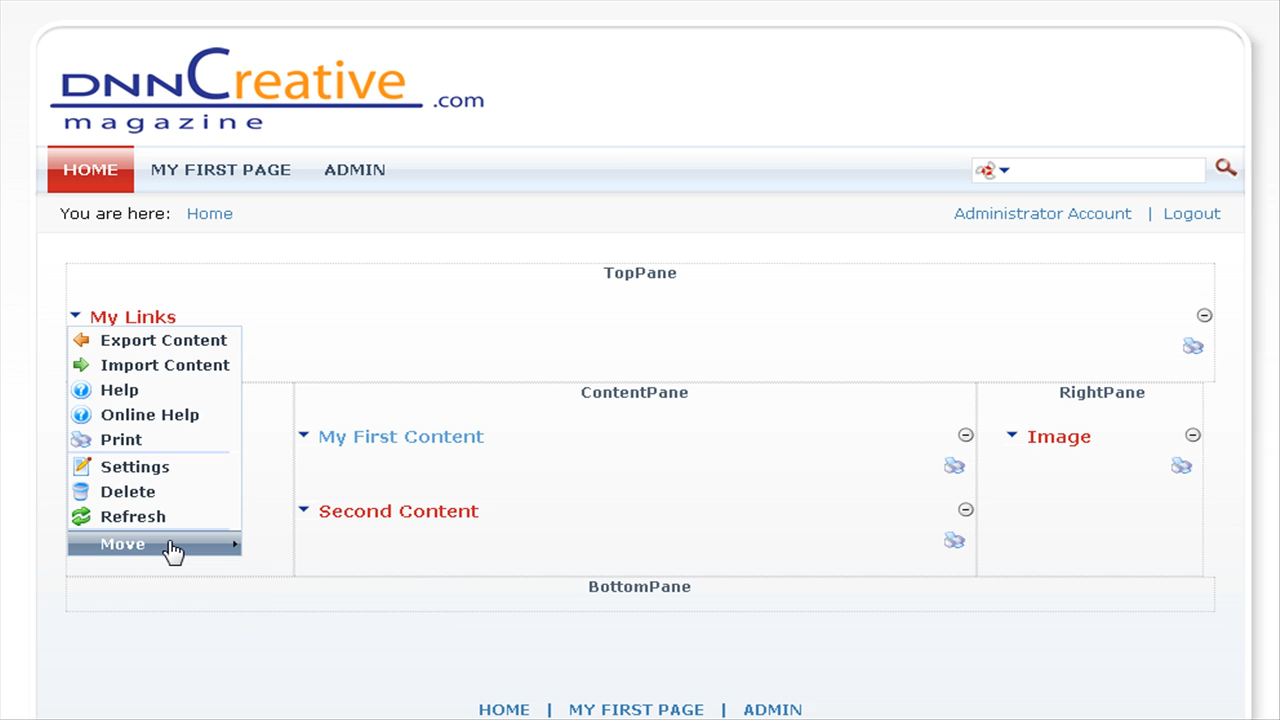 DNNCreative .com
magazine
HOME MY FIRST PAGE ADMIN
You are here: Home
Administrator Account | Logout
TopPane
My Links
Export Content
Import Content
Help
Online Help
Print
Settings
Delete
Refresh
Move
ContentPane
My First Content
Second Content
RightPane
Image
BottomPane
HOME | MY FIRST PAGE | ADMIN